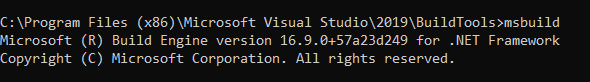 C:\Program Files (x86)\Microsoft Visual Studio\2019\BuildTools>msbuild
Microsoft (R) Build Engine version 16.9.0+57a23d249 for .NET Framework
Copyright (C) Microsoft Corporation. All rights reserved.